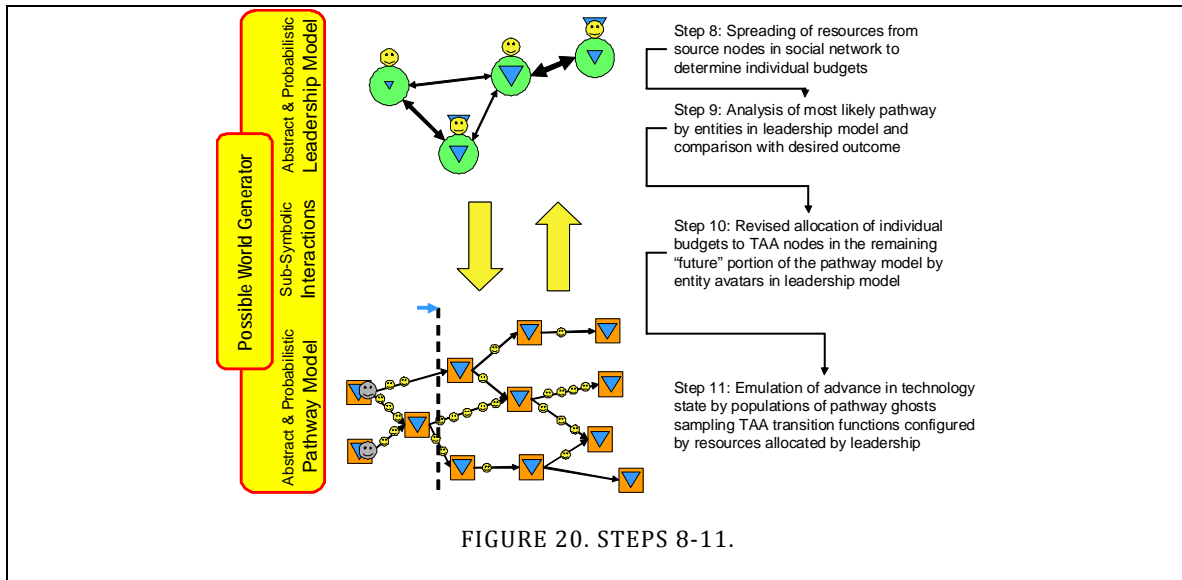 Possible World Generator
Abstract & Probabilistic
Leadership Model
Sub-Symbolic
Interactions
Abstract & Probabilistic
Pathway Model
Step 8: Spreading of resources from
source nodes in social network to
determine individual budgets
Step 9: Analysis of most likely pathway
by entities in leadership model and
comparison with desired outcome
Step 10: Revised allocation of individual
budgets to TAA nodes in the remaining
“future” portion of the pathway model by
entity avatars in leadership model
Step 11: Emulation of advance in technology
state by populations of pathway ghosts
sampling TAA transition functions configured
by resources allocated by leadership
FIGURE 20. STEPS 8-11.